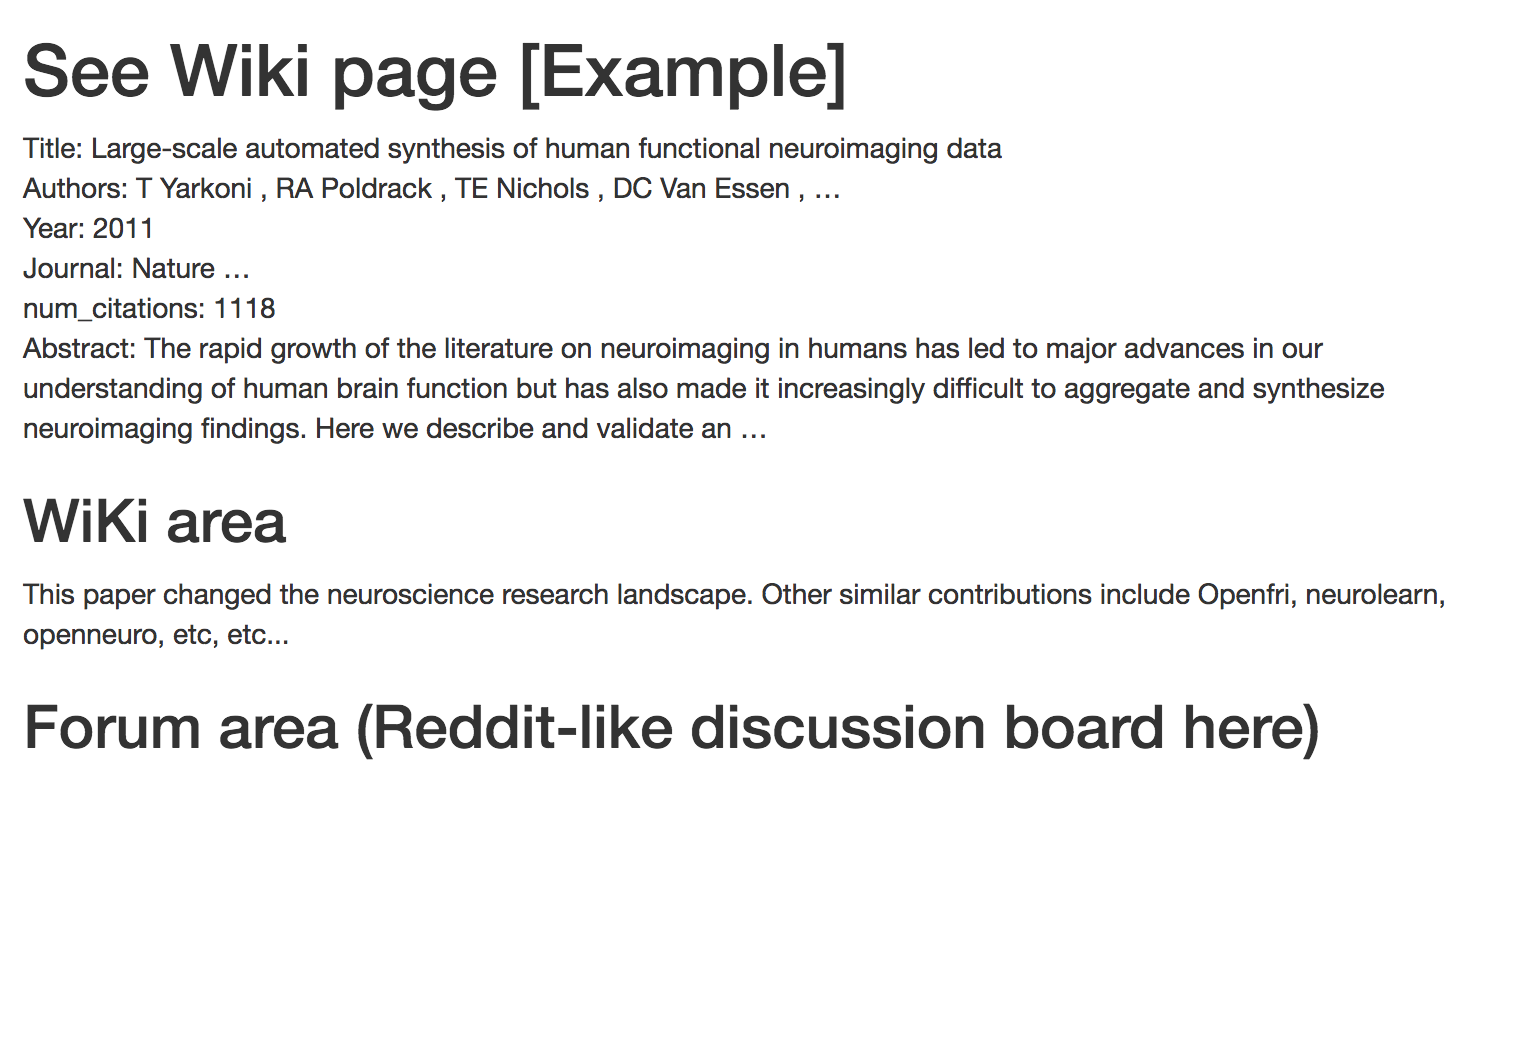 See Wiki page [Example]
Title: Large-scale automated synthesis of human functional neuroimaging data
Authors: T Yarkoni , RA Poldrack , TE Nichols , DC Van Essen , …
Year: 2011
Journal: Nature …
num_citations: 1118
Abstract: The rapid growth of the literature on neuroimaging in humans has led to major advances in our
understanding of human brain function but has also made it increasingly difficult to aggregate and synthesize
neuroimaging findings. Here we describe and validate an …
WiKi area
This paper changed the neuroscience research landscape. Other similar contributions include Openfri, neurolearn,
openneuro, etc, etc...
Forum area (Reddit-like discussion board here)